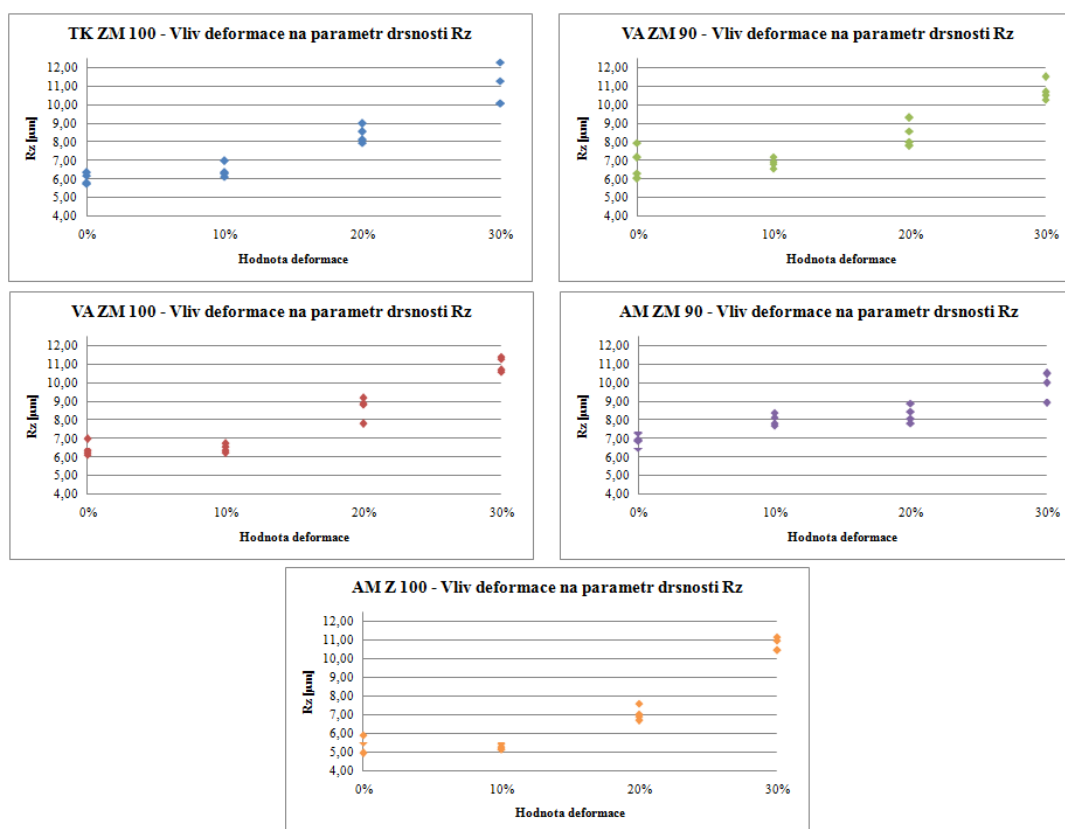 TK ZM 100 - Vliv deformace na parametr drsnosti Rz
12,00
11,00
10,00
9,00
8,00
7,00
6,00
5,00
4,00
Rz [µm]
0% 10% 20% 30%
Hodnota deformace
VA ZM 90 - Vliv deformace na parametr drsnosti Rz
12,00
11,00
10,00
9,00
8,00
7,00
6,00
5,00
4,00
Rz [µm]
0% 10% 20% 30%
Hodnota deformace
VA ZM 100 - Vliv deformace na parametr drsnosti Rz
12,00
11,00
10,00
9,00
8,00
7,00
6,00
5,00
4,00
Rz [µm]
0% 10% 20% 30%
Hodnota deformace
AM ZM 90 - Vliv deformace na parametr drsnosti Rz
12,00
11,00
10,00
9,00
8,00
7,00
6,00
5,00
4,00
Rz [µm]
0% 10% 20% 30%
Hodnota deformace
AM Z 100 - Vliv deformace na parametr drsnosti Rz
12,00
11,00
10,00
9,00
8,00
7,00
6,00
5,00
4,00
Rz [µm]
0% 10% 20% 30%
Hodnota deformace